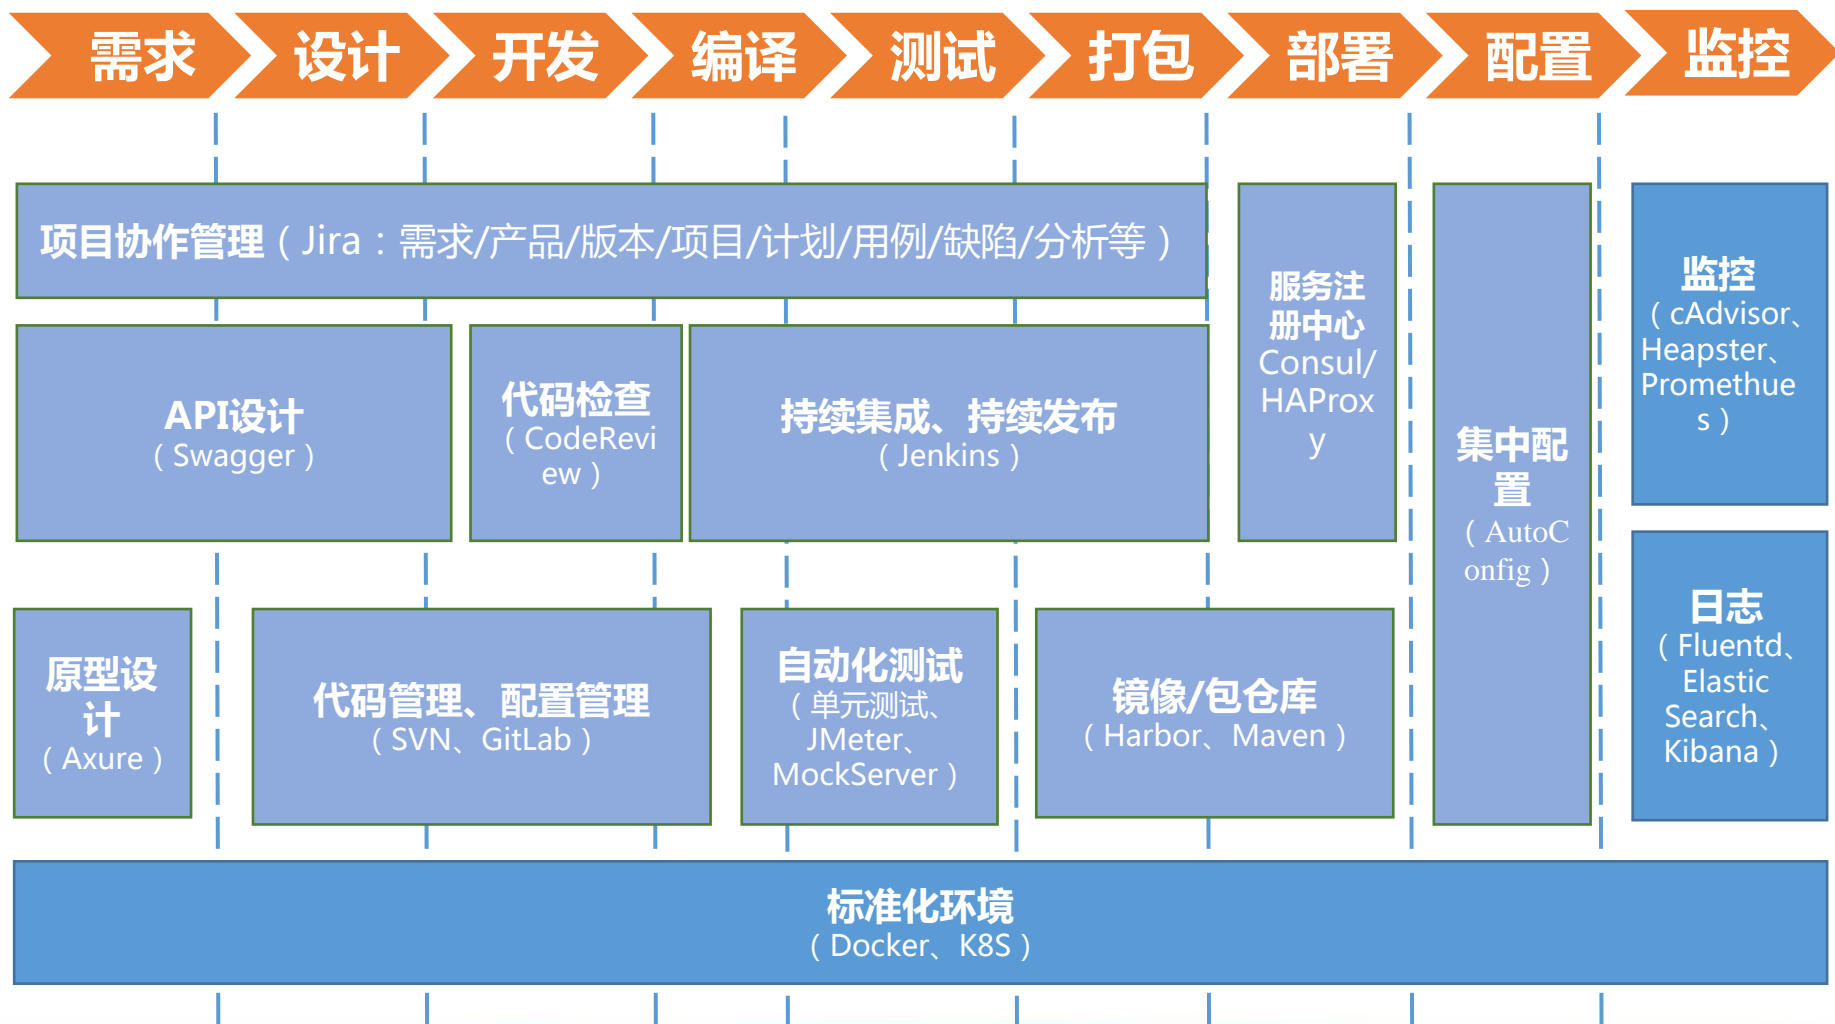 需求
设计
开发
编译
测试
打包
部署
配置
监控
项目协作管理（Jira：需求/产品/版本/项目/计划/用例/缺陷/分析等）
服务注
册中心
Consul/
HAProx
y
监控
（cAdvisor、
Heapster、
Promethue
s）
API设计
（Swagger）
代码检查
（CodeRevi
ew）
持续集成、持续发布
（Jenkins）
集中配
置
（AutoC
onfig）
日志
（Fluentd、
Elastic
Search、
Kibana）
原型设
计
（Axure）
代码管理、配置管理
（SVN、GitLab）
自动化测试
（单元测试、
JMeter、
MockServer）
镜像/包仓库
（Harbor、Maven）
标准化环境
（Docker、K8S）